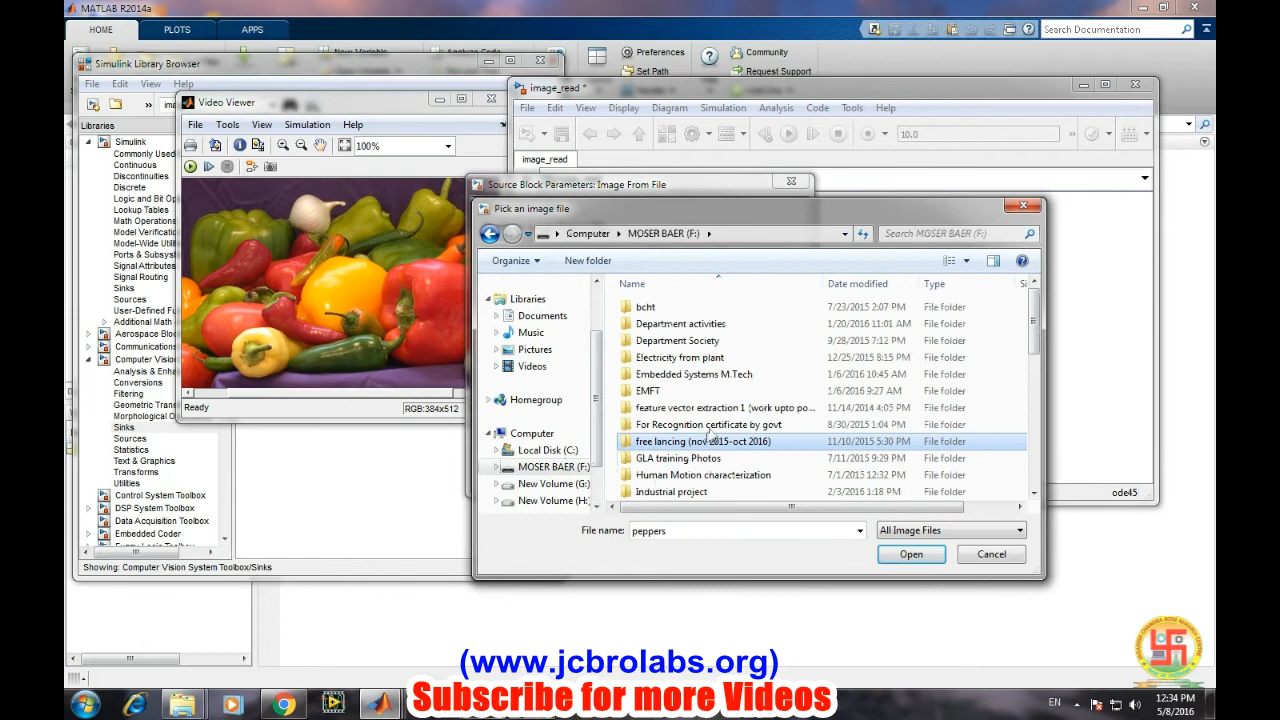 MATLAB R2014a
HOME PLOTS APPS
Search Documentation
New Variable Analyze Code
Preferences Community
Set Path Request Support
Simulink Library Browser
File Edit View Help
Libraries
Simulink
Commonly Used
Continuous
Discontinuities
Discrete
Logic and Bit Op
Lookup Tables
Math Operations
Model Verificatio
Model-Wide Util
Ports & Subsyste
Signal Attributes
Signal Routing
Sinks
Sources
User-Defined Fu
Additional Math
Aerospace Block
Communications
Computer Vision
Analysis & Enha
Conversions
Filtering
Geometric Trans
Morphological O
Sinks
Sources
Statistics
Text & Graphics
Transforms
Utilities
Control System Toolbox
DSP System Toolbox
Data Acquisition Toolbox
Embedded Coder
Showing: Computer Vision System Toolbox/Sinks
Video Viewer
File Tools View Simulation Help
100%
Ready RGB:384x512
image_read *
File Edit View Display Diagram Simulation Analysis Code Tools Help
10.0
image_read
ode45
Source Block Parameters: Image From File
Pick an image file
Computer MOSER BAER (F:)
Search MOSER BAER (F:)
Organize New folder
Libraries
Documents
Music
Pictures
Videos
Homegroup
Computer
Local Disk (C:)
MOSER BAER (F:)
New Volume (G:)
New Volume (H:)
Name Date modified Type Si
bcht 7/23/2015 2:07 PM File folder
Department activities 1/20/2016 11:01 AM File folder
Department Society 9/28/2015 7:12 PM File folder
Electricity from plant 12/25/2015 8:15 PM File folder
Embedded Systems M.Tech 1/6/2016 10:45 AM File folder
EMFT 1/6/2016 9:27 AM File folder
feature vector extraction 1 (work upto po... 11/14/2014 4:05 PM File folder
For Recognition certificate by govt 8/30/2015 1:04 PM File folder
free lancing (nov 2015-oct 2016) 11/10/2015 5:30 PM File folder
GLA training Photos 7/11/2015 9:29 PM File folder
Human Motion characterization 7/1/2015 12:32 PM File folder
Industrial project 2/3/2016 1:18 PM File folder
File name: peppers All Image Files
Open Cancel
(www.jcbrolabs.org)
Subscribe for more Videos
EN
12:34 PM
5/8/2016